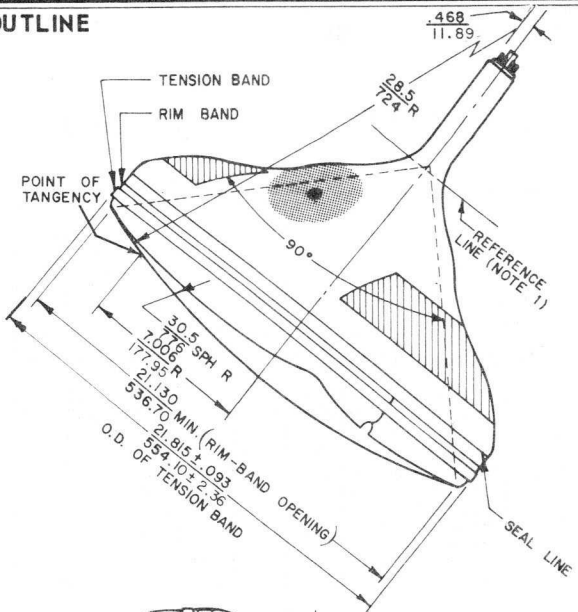 OUTLINE
.468
11.89
TENSION BAND
RIM BAND
28.5
724 R
POINT OF
TANGENCY
90°
REFERENCE
LINE (NOTE 1)
30.5
776 SPH R
7.006
177.95 R
21.130
536.70 MIN. (RIM-BAND OPENING)
21.815 ± .093
554.10 ± 2.36
O.D. OF TENSION BAND
SEAL LINE